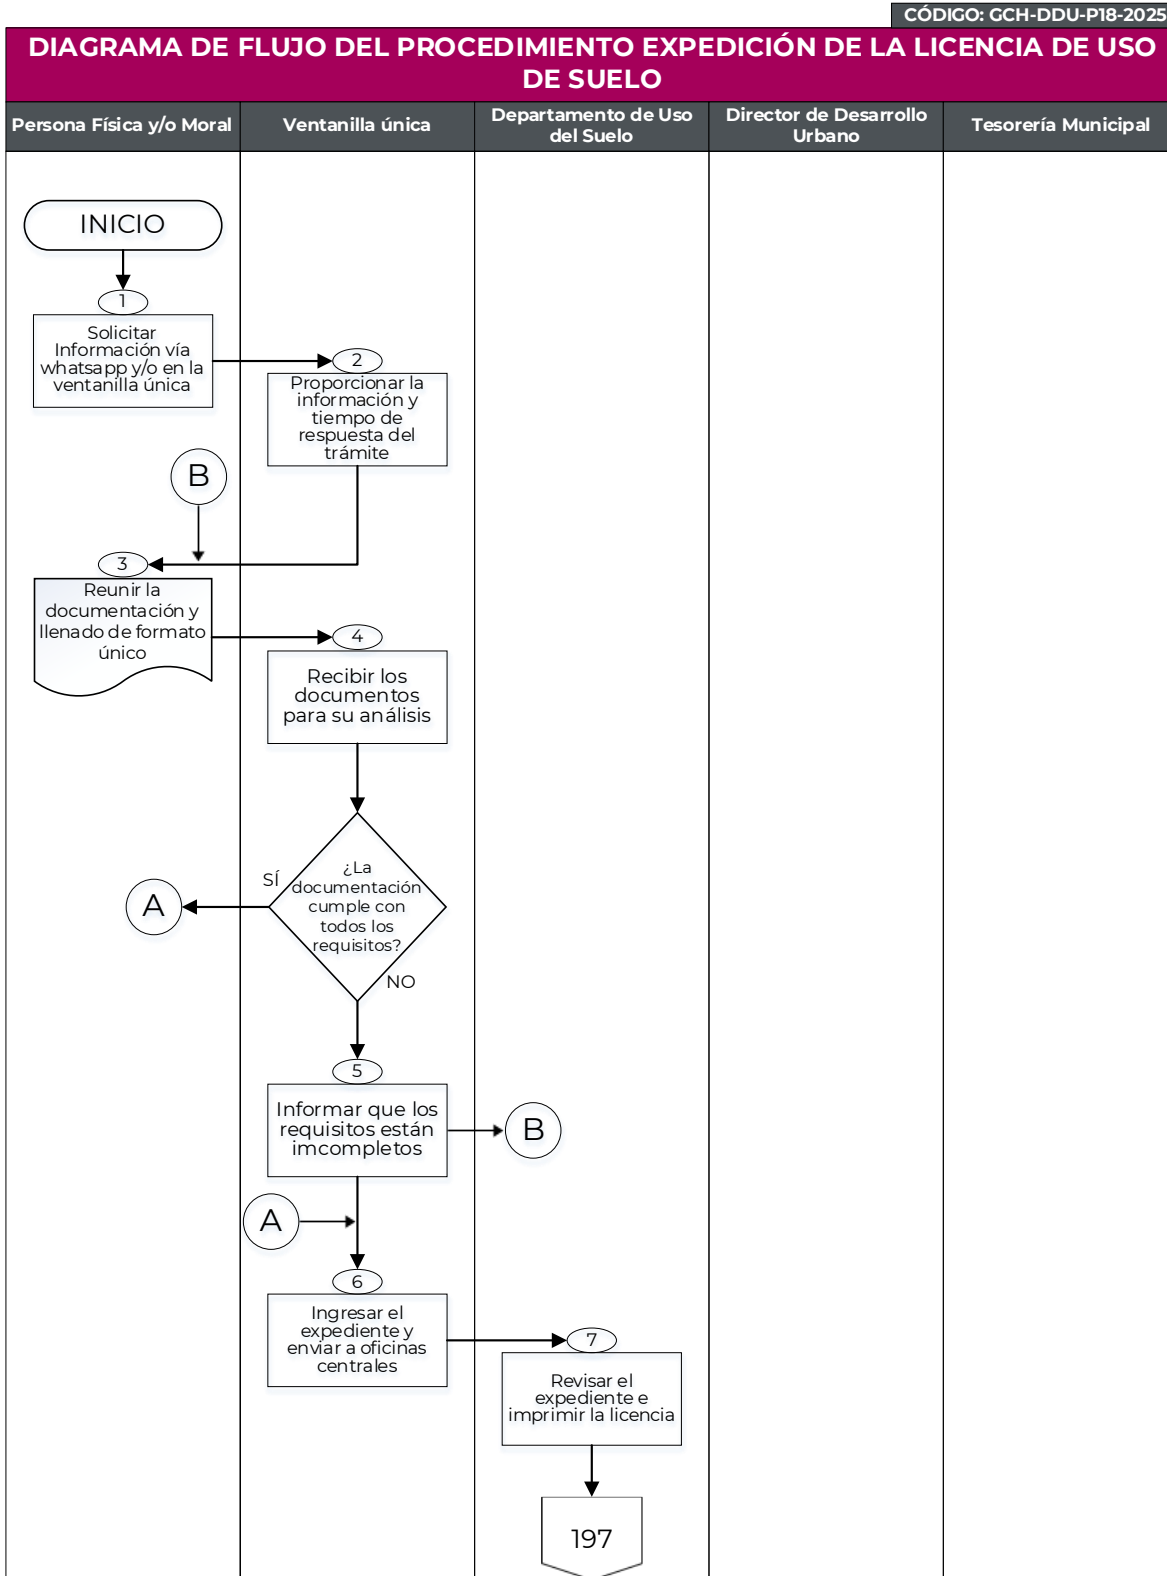 CÓDIGO: GCH-DDU-P18-2025
DIAGRAMA DE FLUJO DEL PROCEDIMIENTO EXPEDICIÓN DE LA LICENCIA DE USO
DE SUELO
Persona Física y/o Moral
Ventanilla única
Departamento de Uso
del Suelo
Director de Desarrollo
Urbano
Tesorería Municipal
INICIO
1
Solicitar
Información vía
whatsapp y/o en la
ventanilla única
2
Proporcionar la
información y
tiempo de
respuesta del
trámite
B
3
Reunir la
documentación y
llenado de formato
único
4
Recibir los
documentos
para su análisis
¿La
documentación
cumple con
todos los
requisitos?
SÍ
A
NO
5
Informar que los
requisitos están
imcompletos
B
A
6
Ingresar el
expediente y
enviar a oficinas
centrales
7
Revisar el
expediente e
imprimir la licencia
197